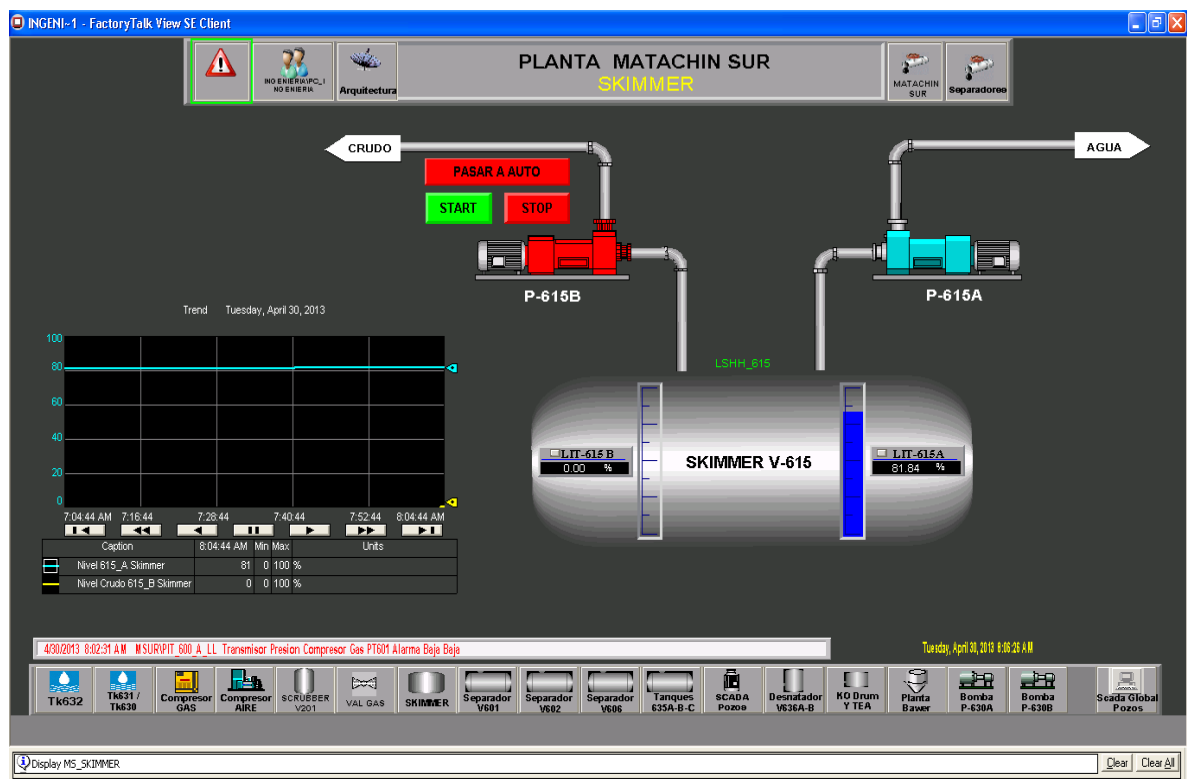 INGENI~1 - FactoryTalk View SE Client
INGENIERIA\PC_I
NGENIERIA
Arquitectura
PLANTA MATACHIN SUR
SKIMMER
MATACHIN
SUR
Separadores
CRUDO
AGUA
PASAR A AUTO
START
STOP
P-615B
P-615A
Trend Tuesday, April 30, 2013
100
80
60
40
20
0
7:04:44 AM 7:16:44 7:28:44 7:40:44 7:52:44 8:04:44 AM
Caption 8:04:44 AM Min Max Units
Nivel 615_A Skimmer 81 0 100 %
Nivel Crudo 615_B Skimmer 0 0 100 %
LSHH_615
LIT-615 B
0.00 %
SKIMMER V-615
LIT-615A
81.84 %
4/30/2013 8:02:31 AM MSUR\PIT_600_A_LL Transmisor Presion Compresor Gas PT601 Alarma Baja Baja
Tuesday, April 30, 2013 8:06:26 AM
Tk632
Tk631 /
Tk630
Compresor
GAS
Compresor
AIRE
SCRUBBER
V201
VAL GAS
SKIMMER
Separador
V601
Separador
V602
Separador
V606
Tanques
635A-B-C
SCADA
Pozos
Desnatador
V636A-B
KO Drum
Y TEA
Planta
Bawer
Bomba
P-630A
Bomba
P-630B
Scada Global
Pozos
Display MS_SKIMMER
Clear
Clear All